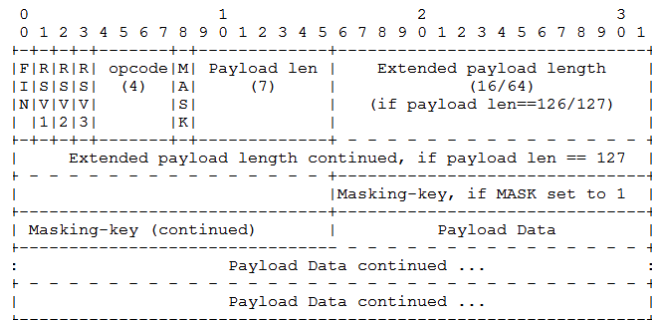 0                   1                   2                   3
 0 1 2 3 4 5 6 7 8 9 0 1 2 3 4 5 6 7 8 9 0 1 2 3 4 5 6 7 8 9 0 1
+-+-+-+-+-------+-+-------------+-------------------------------+
|F|R|R|R| opcode|M| Payload len |    Extended payload length    |
|I|S|S|S|  (4)  |A|     (7)     |             (16/64)           |
|N|V|V|V|       |S|             |   (if payload len==126/127)   |
| |1|2|3|       |K|             |                               |
+-+-+-+-+-------+-+-------------+ - - - - - - - - - - - - - - - +
|     Extended payload length continued, if payload len == 127  |
+ - - - - - - - - - - - - - - - +-------------------------------+
|                               |Masking-key, if MASK set to 1  |
+-------------------------------+-------------------------------+
| Masking-key (continued)       |          Payload Data         |
+-------------------------------- - - - - - - - - - - - - - - - +
:                     Payload Data continued ...                :
+ - - - - - - - - - - - - - - - - - - - - - - - - - - - - - - - +
|                     Payload Data continued ...                |
+---------------------------------------------------------------+